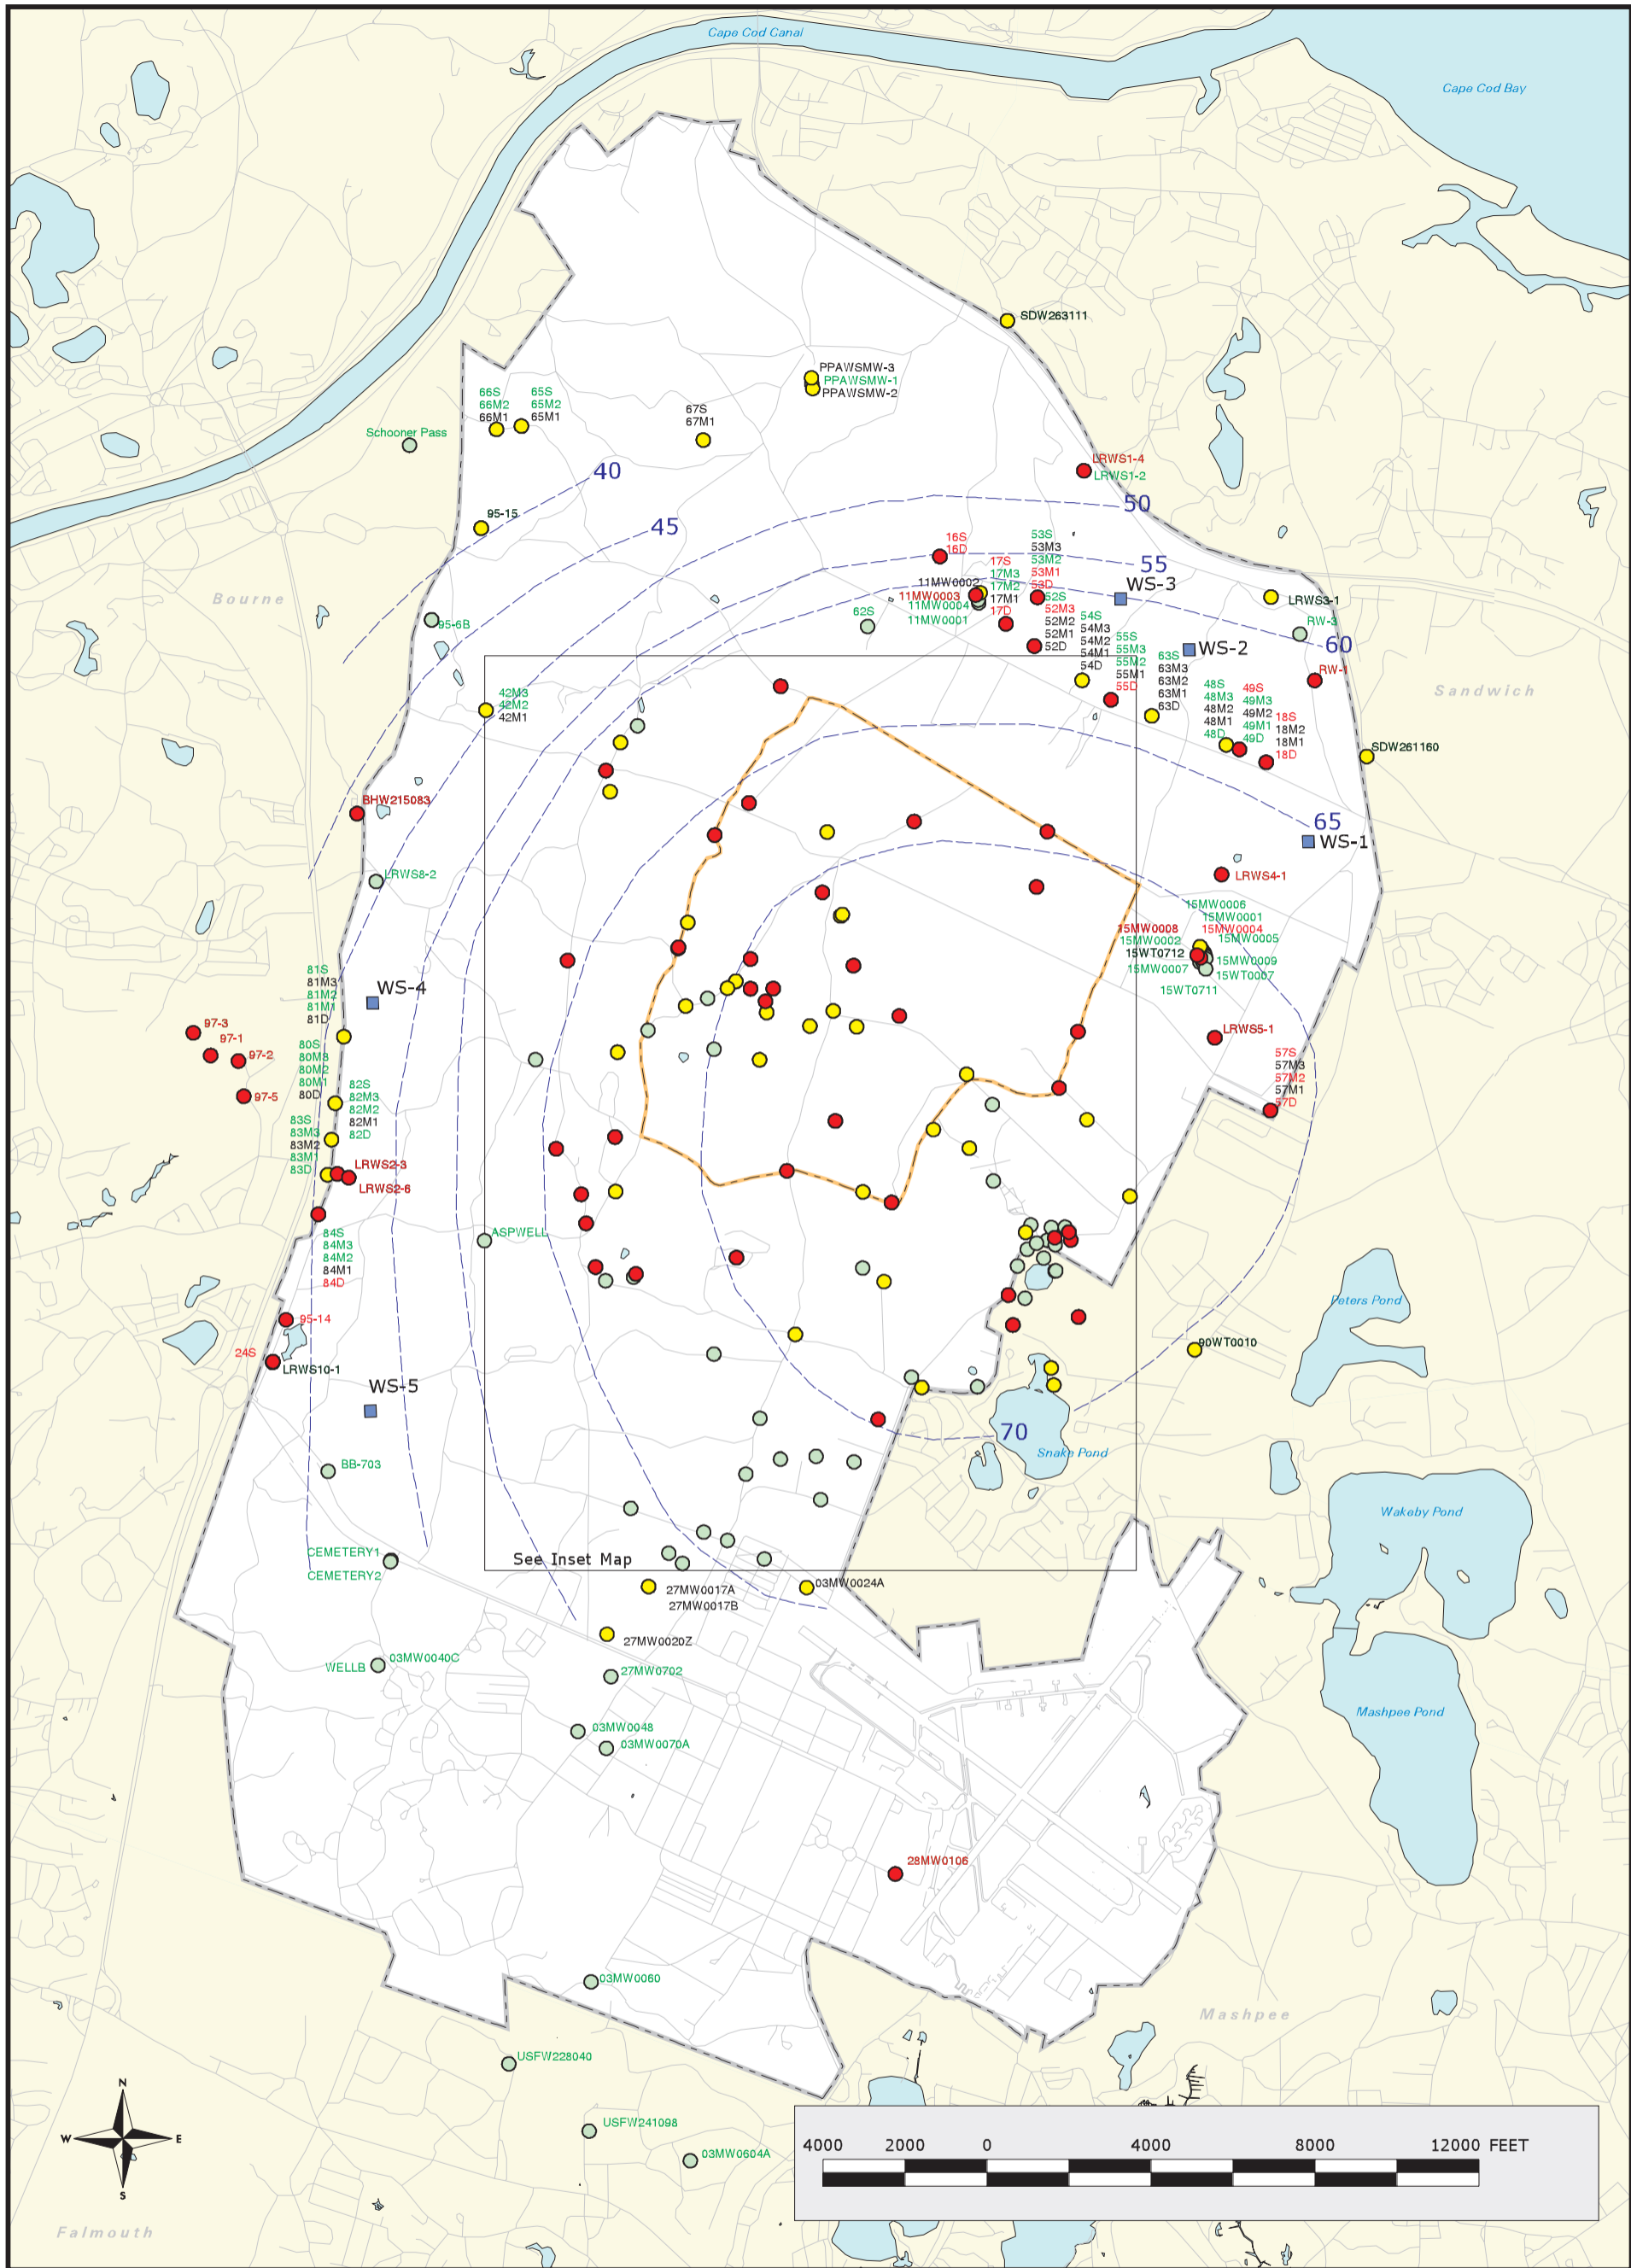 Cape Cod Canal
Cape Cod Bay
SDW263111
PPAWSMW-3
PPAWSMW-1
PPAWSMW-2
66S
66M2
66M1
65S
65M2
65M1
67S
67M1
Schooner Pass
LRWS1-4
LRWS1-2
40
50
95-15
45
16S
16D
53S
53M3
53M2
53M1
53D
55
17S
17M3
17M2
17M1
17D
11MW0002
11MW0003
11MW0004
11MW0001
WS-3
Bourne
LRWS3-1
52S
52M3
52M2
52M1
52D
62S
95-6B
RW-3
60
54S
54M3
54M2
54M1
54D
55S
55M3
55M2
55M1
55D
WS-2
63S
63M3
63M2
63M1
63D
RW-1
Sandwich
48S
48M3
48M2
48M1
48D
49S
49M3
49M2
49M1
49D
18S
18M2
18M1
18D
42M3
42M2
42M1
SDW261160
BHW215083
65
WS-1
LRWS8-2
LRWS4-1
15MW0006
15MW0001
15MW0008
15MW0004
15MW0002
15MW0005
15WT0712
15MW0009
15MW0007
15WT0007
15WT0711
81S
81M3
81M2
81M1
81D
WS-4
97-3
97-1
97-2
97-5
LRWS5-1
80S
80M3
80M2
80M1
80D
57S
57M3
57M2
57M1
57D
82S
82M3
82M2
82M1
82D
83S
83M3
83M2
83M1
83D
LRWS2-3
LRWS2-6
84S
84M3
84M2
84M1
84D
ASPWELL
Peters Pond
95-14
24S
LRWS10-1
90WT0010
WS-5
70
Snake Pond
BB-703
Wakeby Pond
CEMETERY1
CEMETERY2
See Inset Map
27MW0017A
27MW0017B
03MW0024A
27MW0020Z
WELLB
03MW0040C
27MW0702
Mashpee Pond
03MW0048
03MW0070A
28MW0106
03MW0060
Mashpee
USFW228040
USFW241098
03MW0604A
N
W
E
S
4000 2000 0 4000 8000 12000 FEET
Falmouth